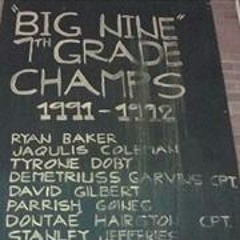 "BIG NINE"
7TH GRADE
CHAMPS
1991-1992
RYAN BAKER
JAQULIS COLEMAN
TYRONE DOBY
DEMETRIUSS GARVINS CPT.
DAVID GILBERT
PARRISH GOINES
DONTAE HAIRSTON CPT.
STANLEY JEFFERIES